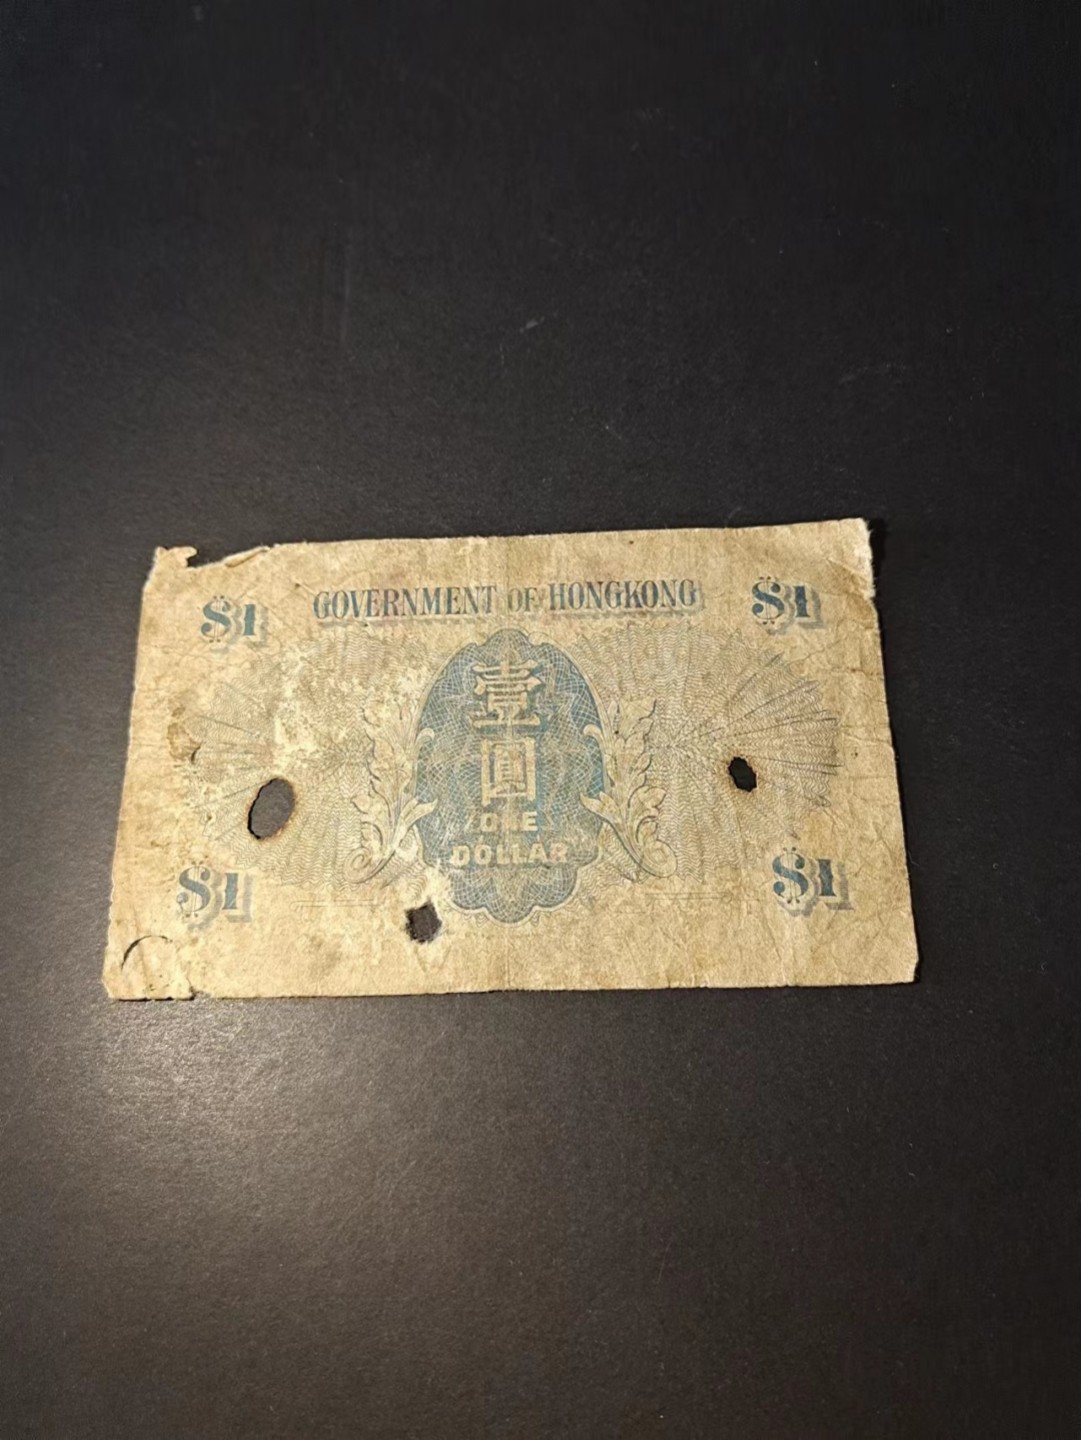 GOVERNMENT OF HONGKONG
$1
$1
壹
圓
ONE
DOLLAR
$1
$1